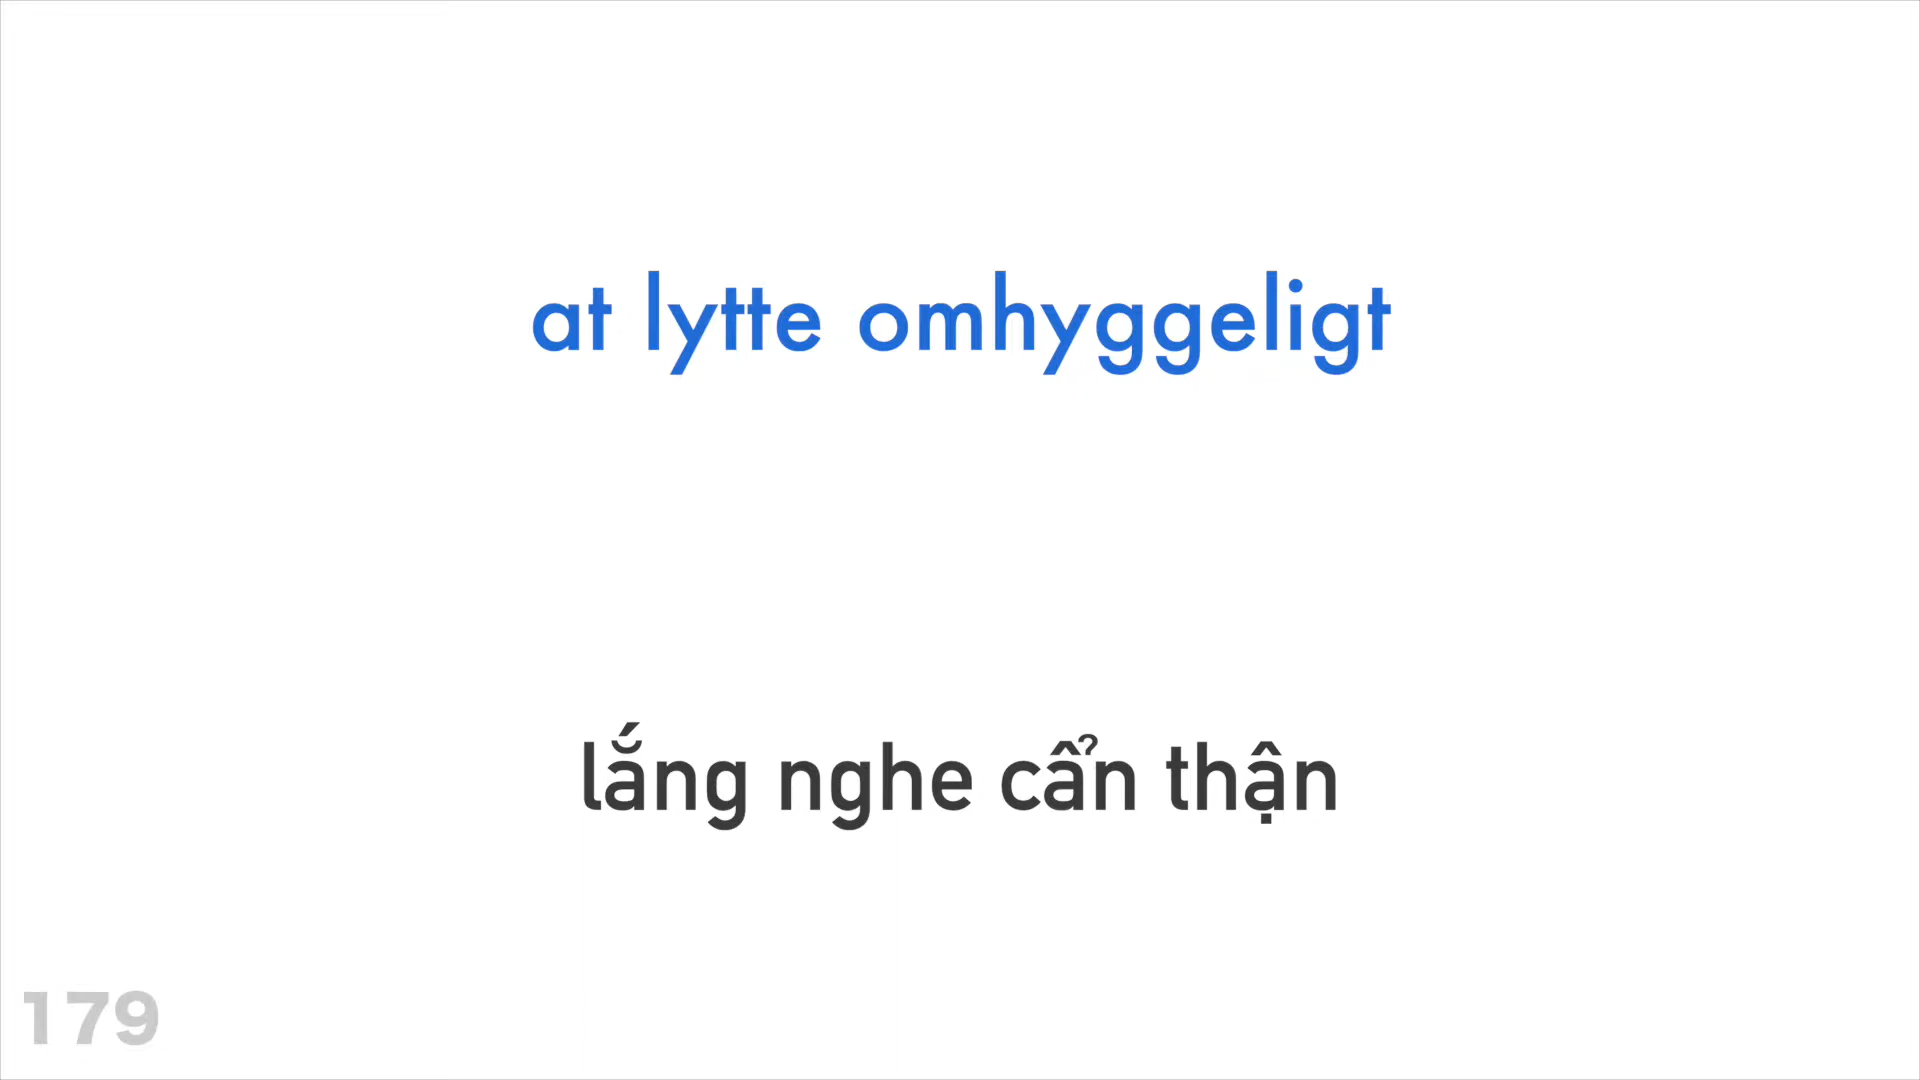 at lytte omhyggeligt
lắng nghe cẩn thận
179